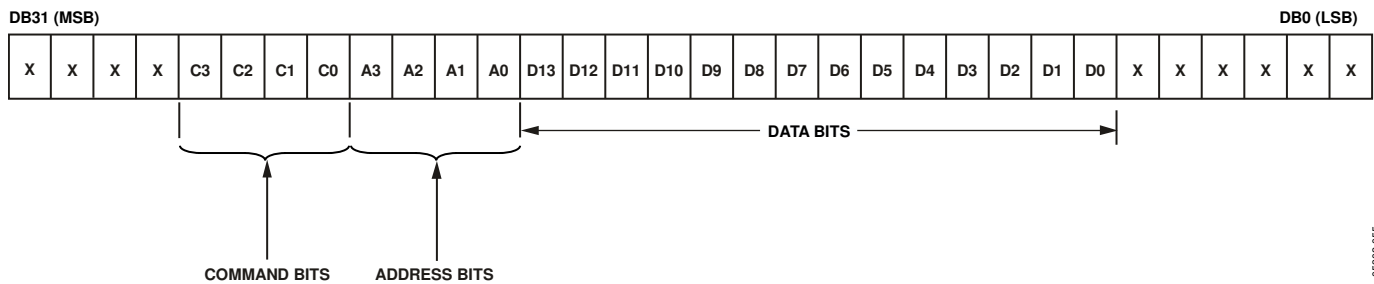 DB31 (MSB) DB0 (LSB)
X X X X C3 C2 C1 C0 A3 A2 A1 A0 D13 D12 D11 D10 D9 D8 D7 D6 D5 D4 D3 D2 D1 D0 X X X X X X
DATA BITS
COMMAND BITS ADDRESS BITS